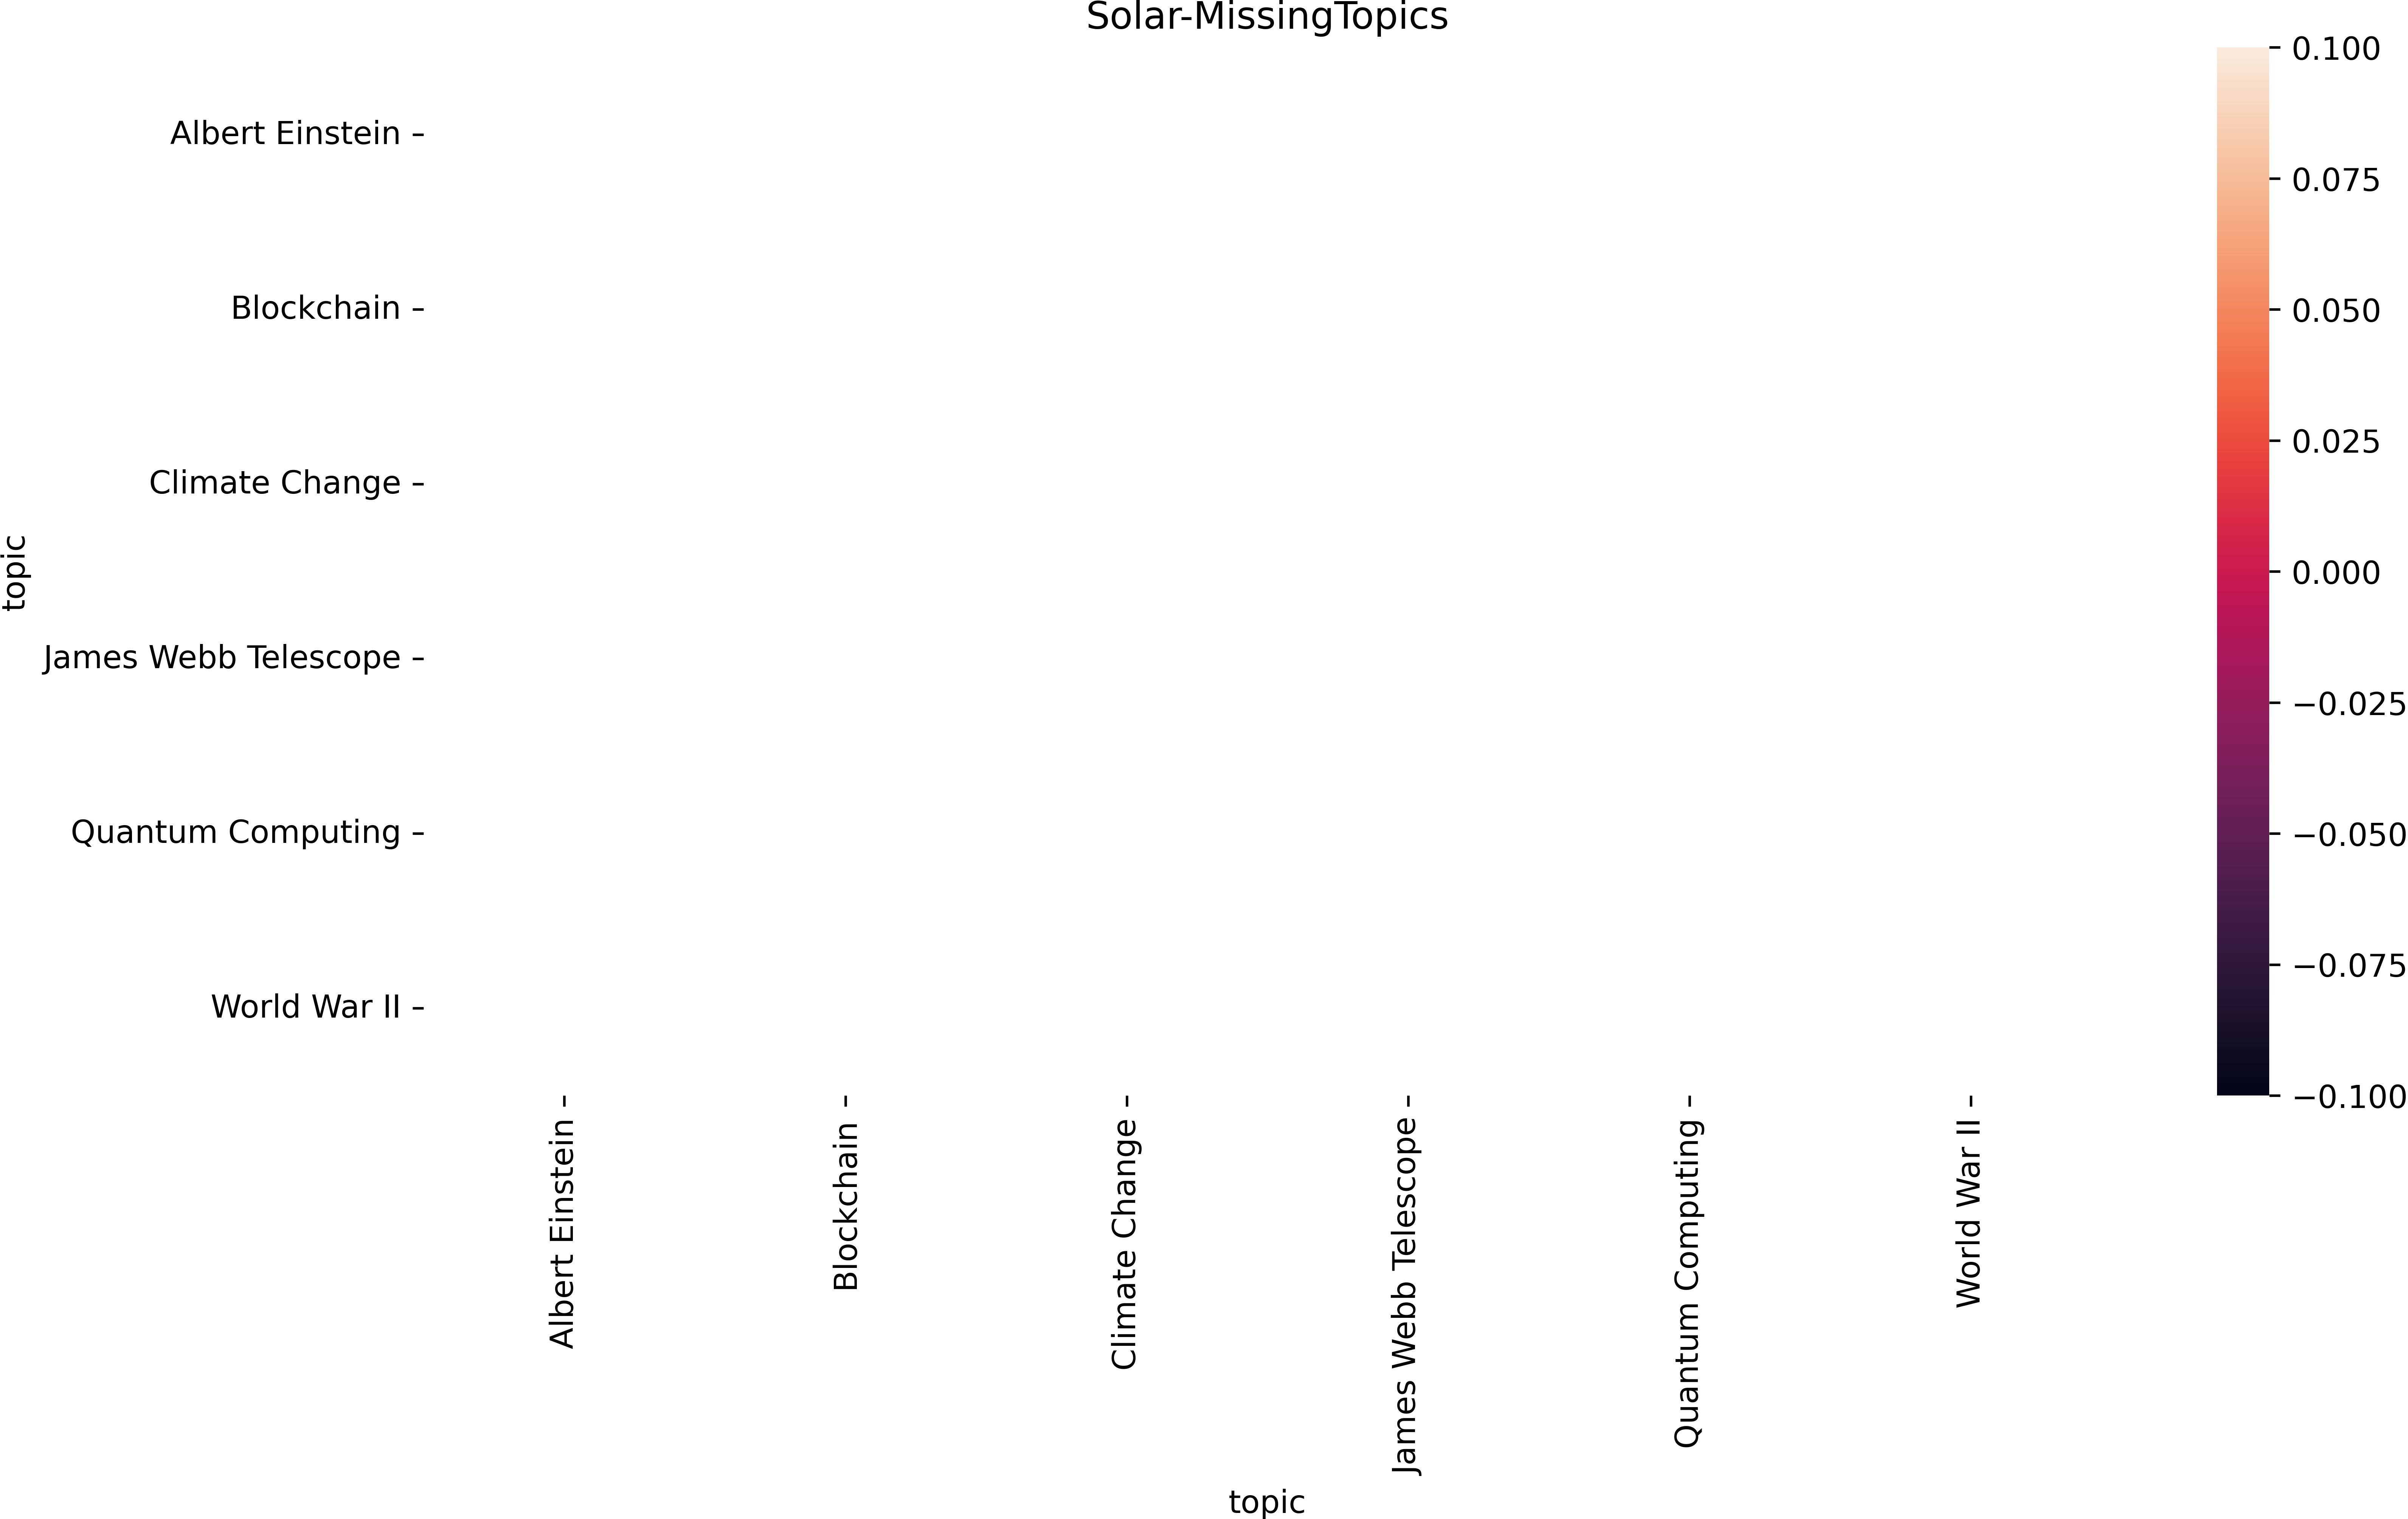 Solar-MissingTopics
topic
Albert Einstein
Blockchain
Climate Change
James Webb Telescope
Quantum Computing
World War II
Albert Einstein
Blockchain
Climate Change
James Webb Telescope
Quantum Computing
World War II
topic
0.100
0.075
0.050
0.025
0.000
−0.025
−0.050
−0.075
−0.100